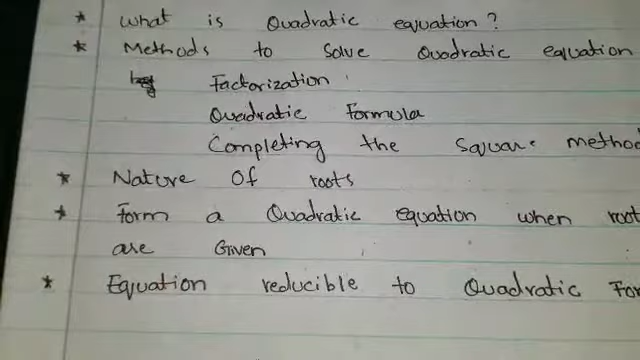 * What is Quadratic equation?
* Methods to solve Quadratic equation
Factorization
Quadratic Formula
Completing the Square method
* Nature of roots
* Form a Quadratic equation when root
are Given
* Equation reducible to Quadratic For